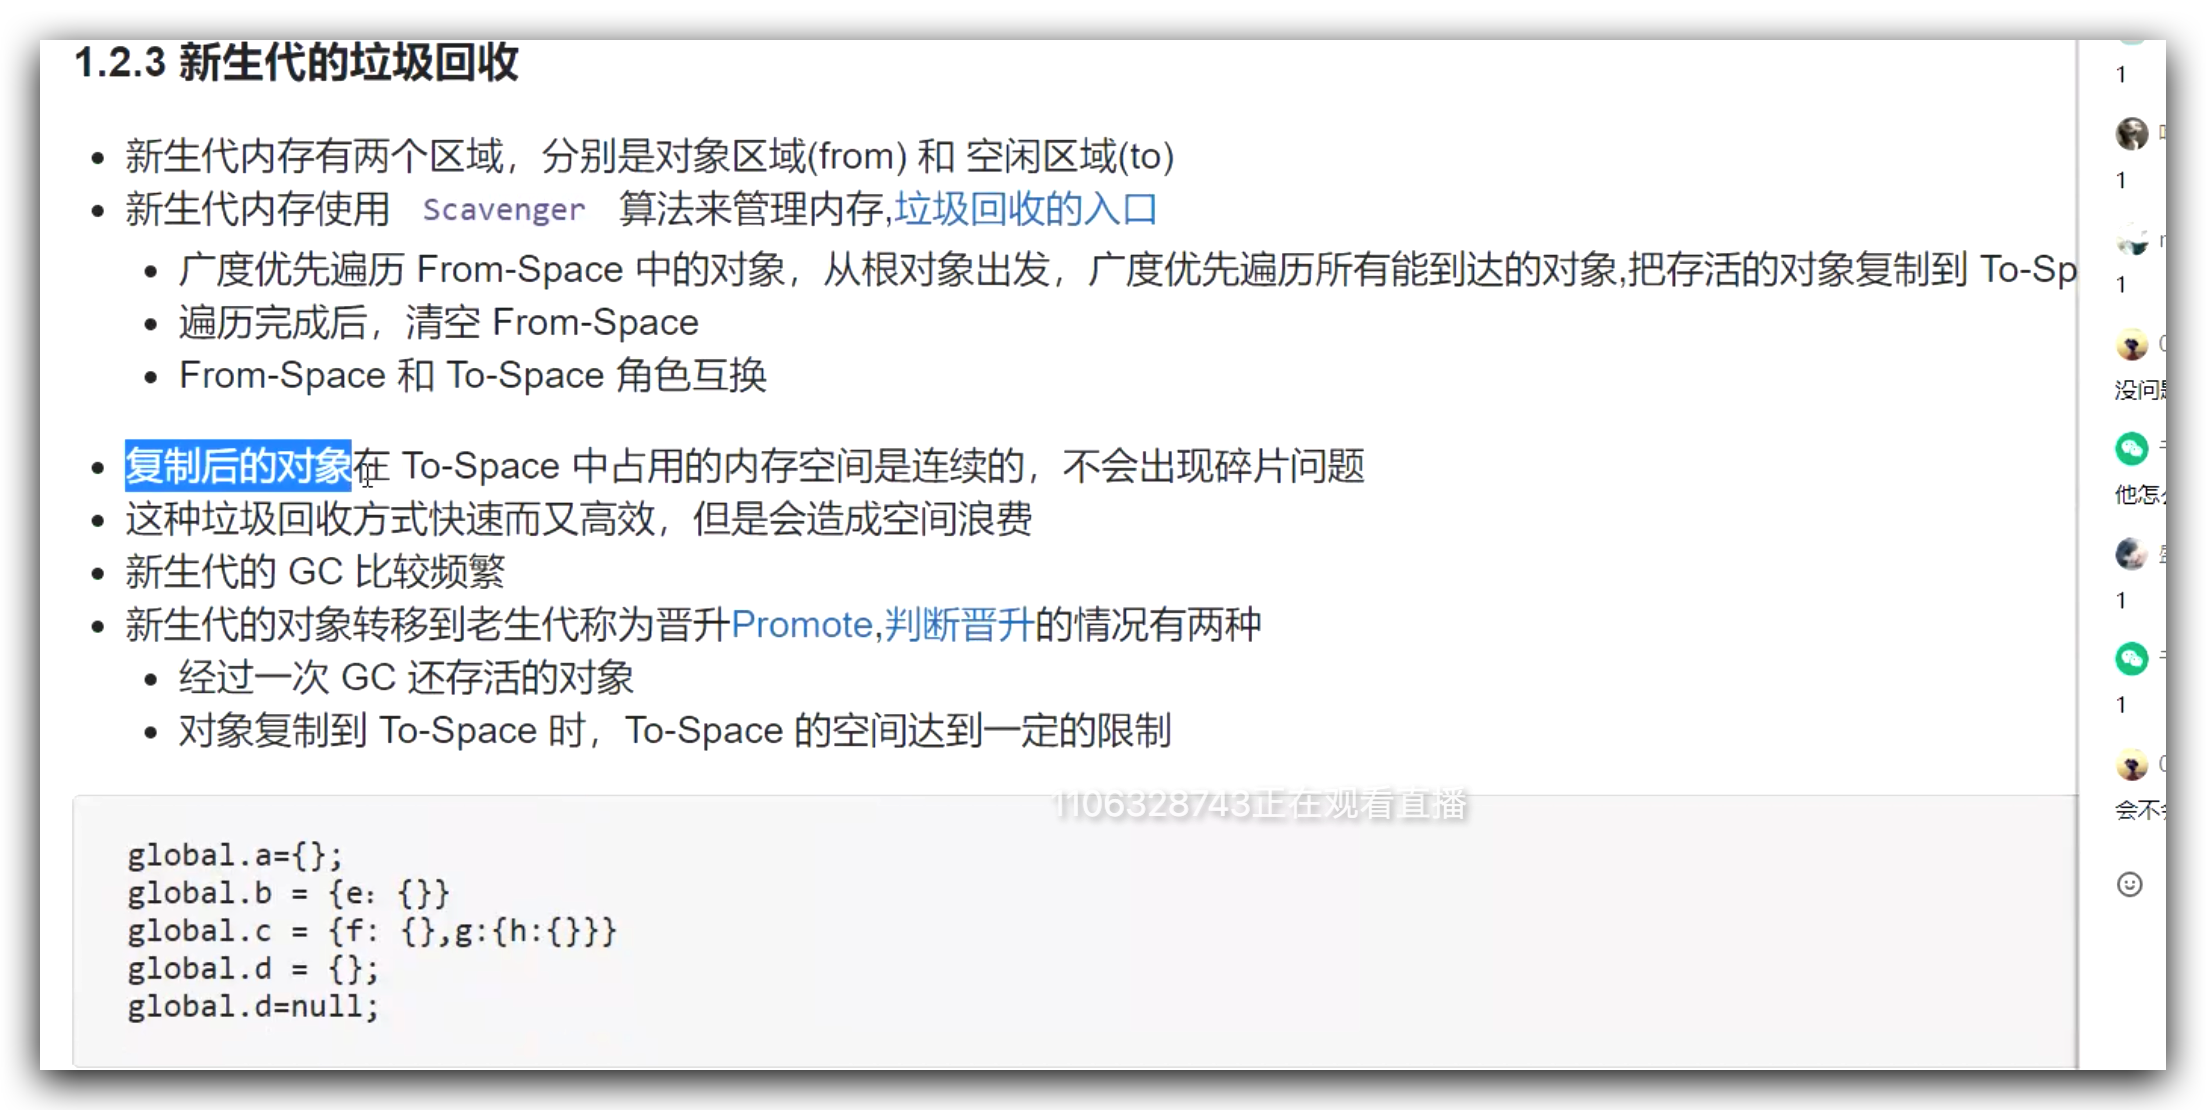 1.2.3 新生代的垃圾回收
新生代内存有两个区域，分别是对象区域(from) 和 空闲区域(to)
新生代内存使用 Scavenger 算法来管理内存,垃圾回收的入口
广度优先遍历 From-Space 中的对象，从根对象出发，广度优先遍历所有能到达的对象,把存活的对象复制到 To-Sp
遍历完成后，清空 From-Space
From-Space 和 To-Space 角色互换
复制后的对象在 To-Space 中占用的内存空间是连续的，不会出现碎片问题
这种垃圾回收方式快速而又高效，但是会造成空间浪费
新生代的 GC 比较频繁
新生代的对象转移到老生代称为晋升Promote,判断晋升的情况有两种
经过一次 GC 还存活的对象
对象复制到 To-Space 时，To-Space 的空间达到一定的限制
1106328743正在观看直播
global.a={};
global.b = {e：{}}
global.c = {f: {},g:{h:{}}}
global.d = {};
global.d=null;
1
1
1
没问
他怎
1
1
会不